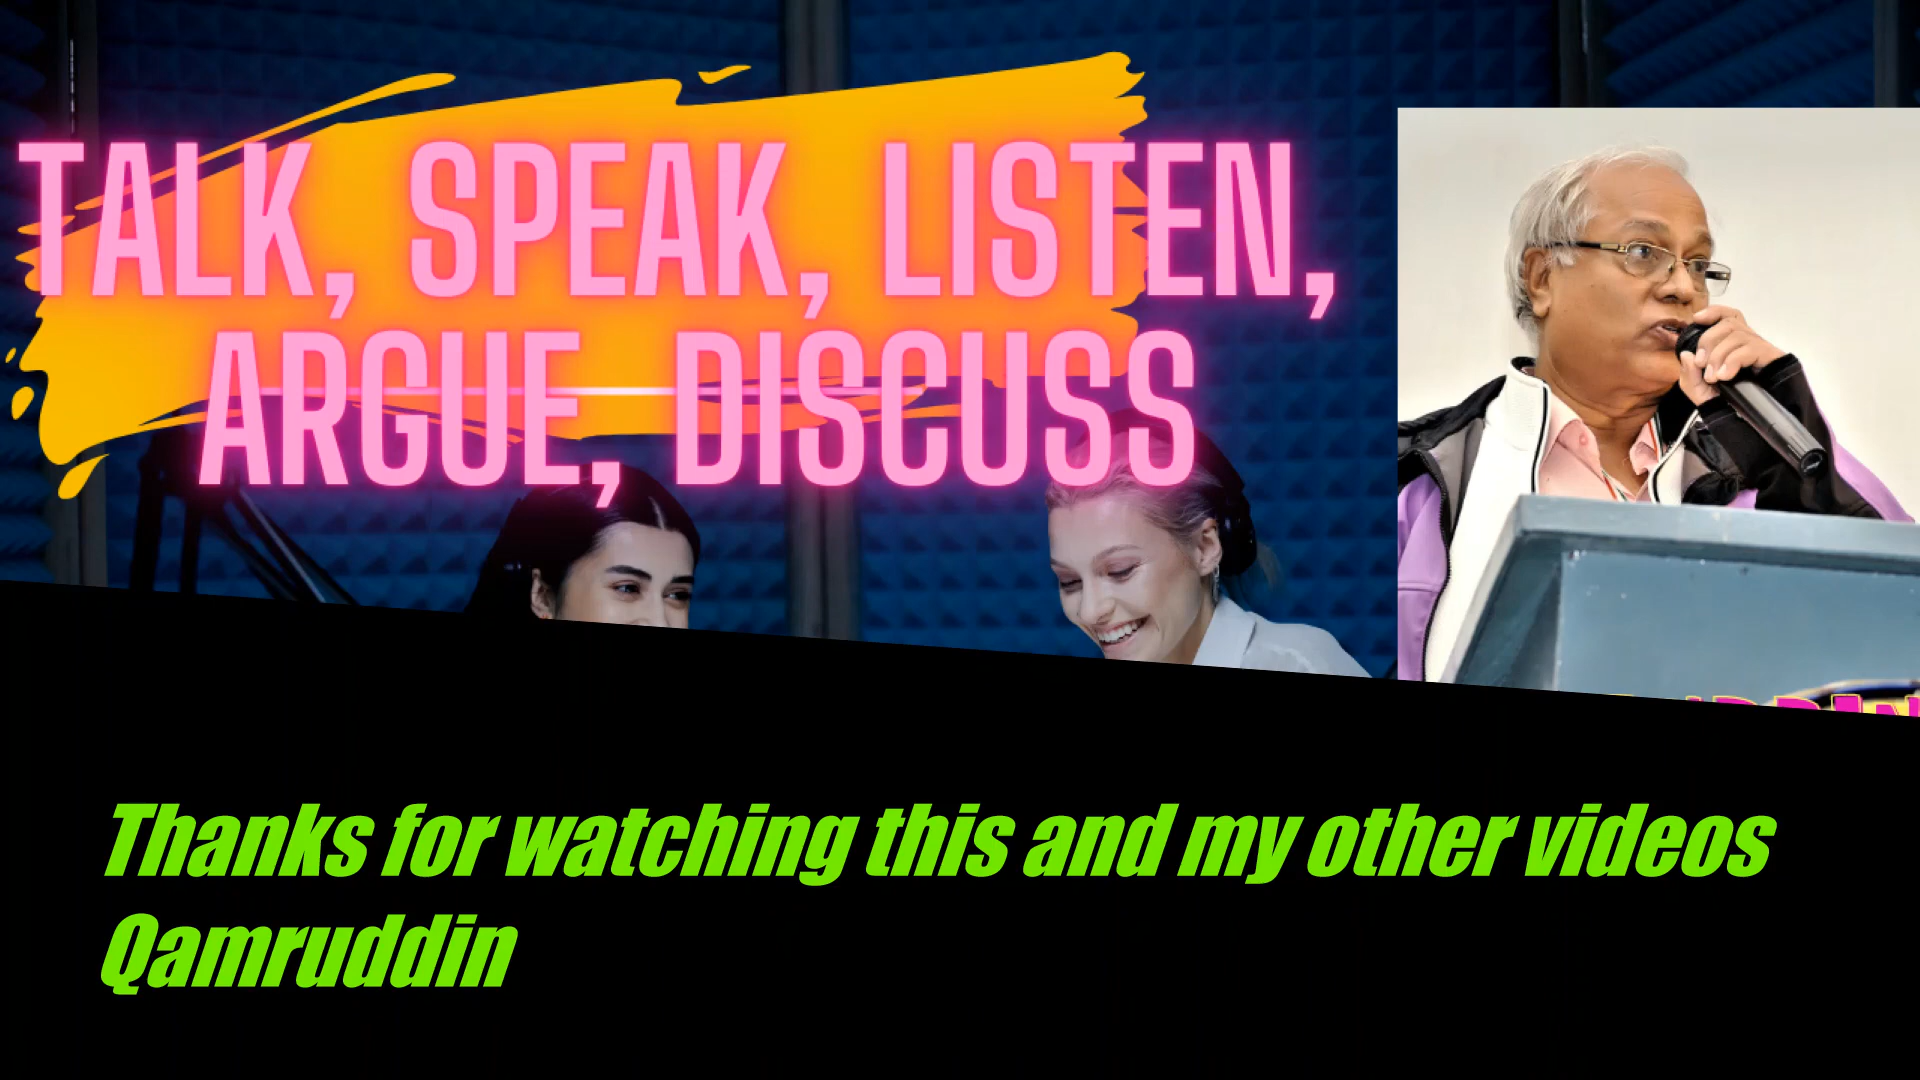 TALK, SPEAK, LISTEN,
ARGUE, DISCUSS
Thanks for watching this and my other videos
Qamruddin